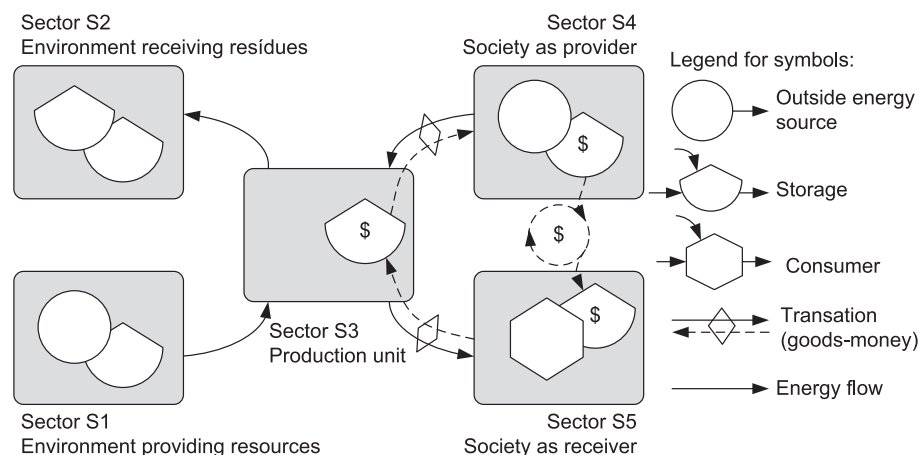 Sector S2
Environment receiving resídues
Sector S4
Society as provider
Legend for symbols:
Outside energy
source
$
Storage
$
$
Consumer
Sector S3
Production unit
$
Transation
(goods-money)
Energy flow
Sector S1
Environment providing resources
Sector S5
Society as receiver